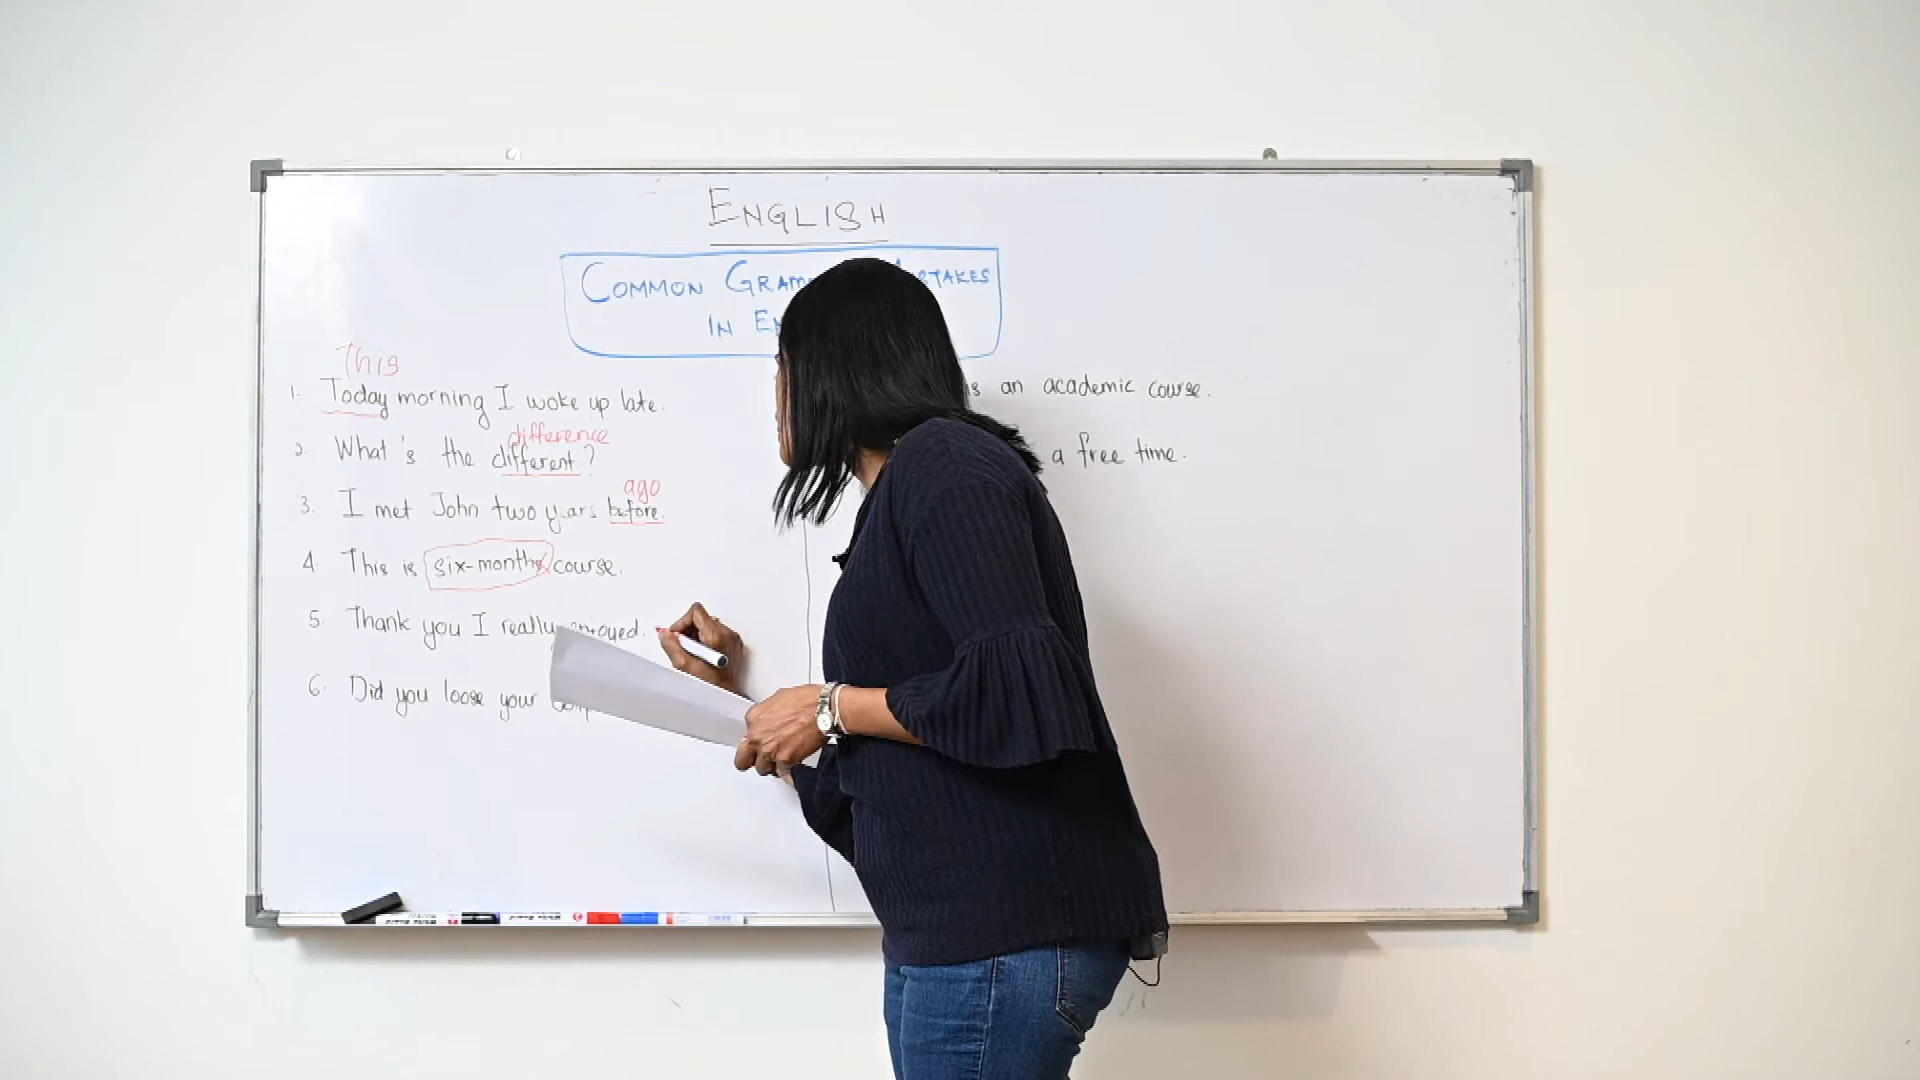 ENGLISH
COMMON GRAM STAKES
IN EN
This
1. Today morning I woke up late.
difference
2. What's the different?
ago
3. I met John two years before.
4. This is six-months course.
5. Thank you I really enjoyed.
6. Did you loose your
is an academic course.
a free time.